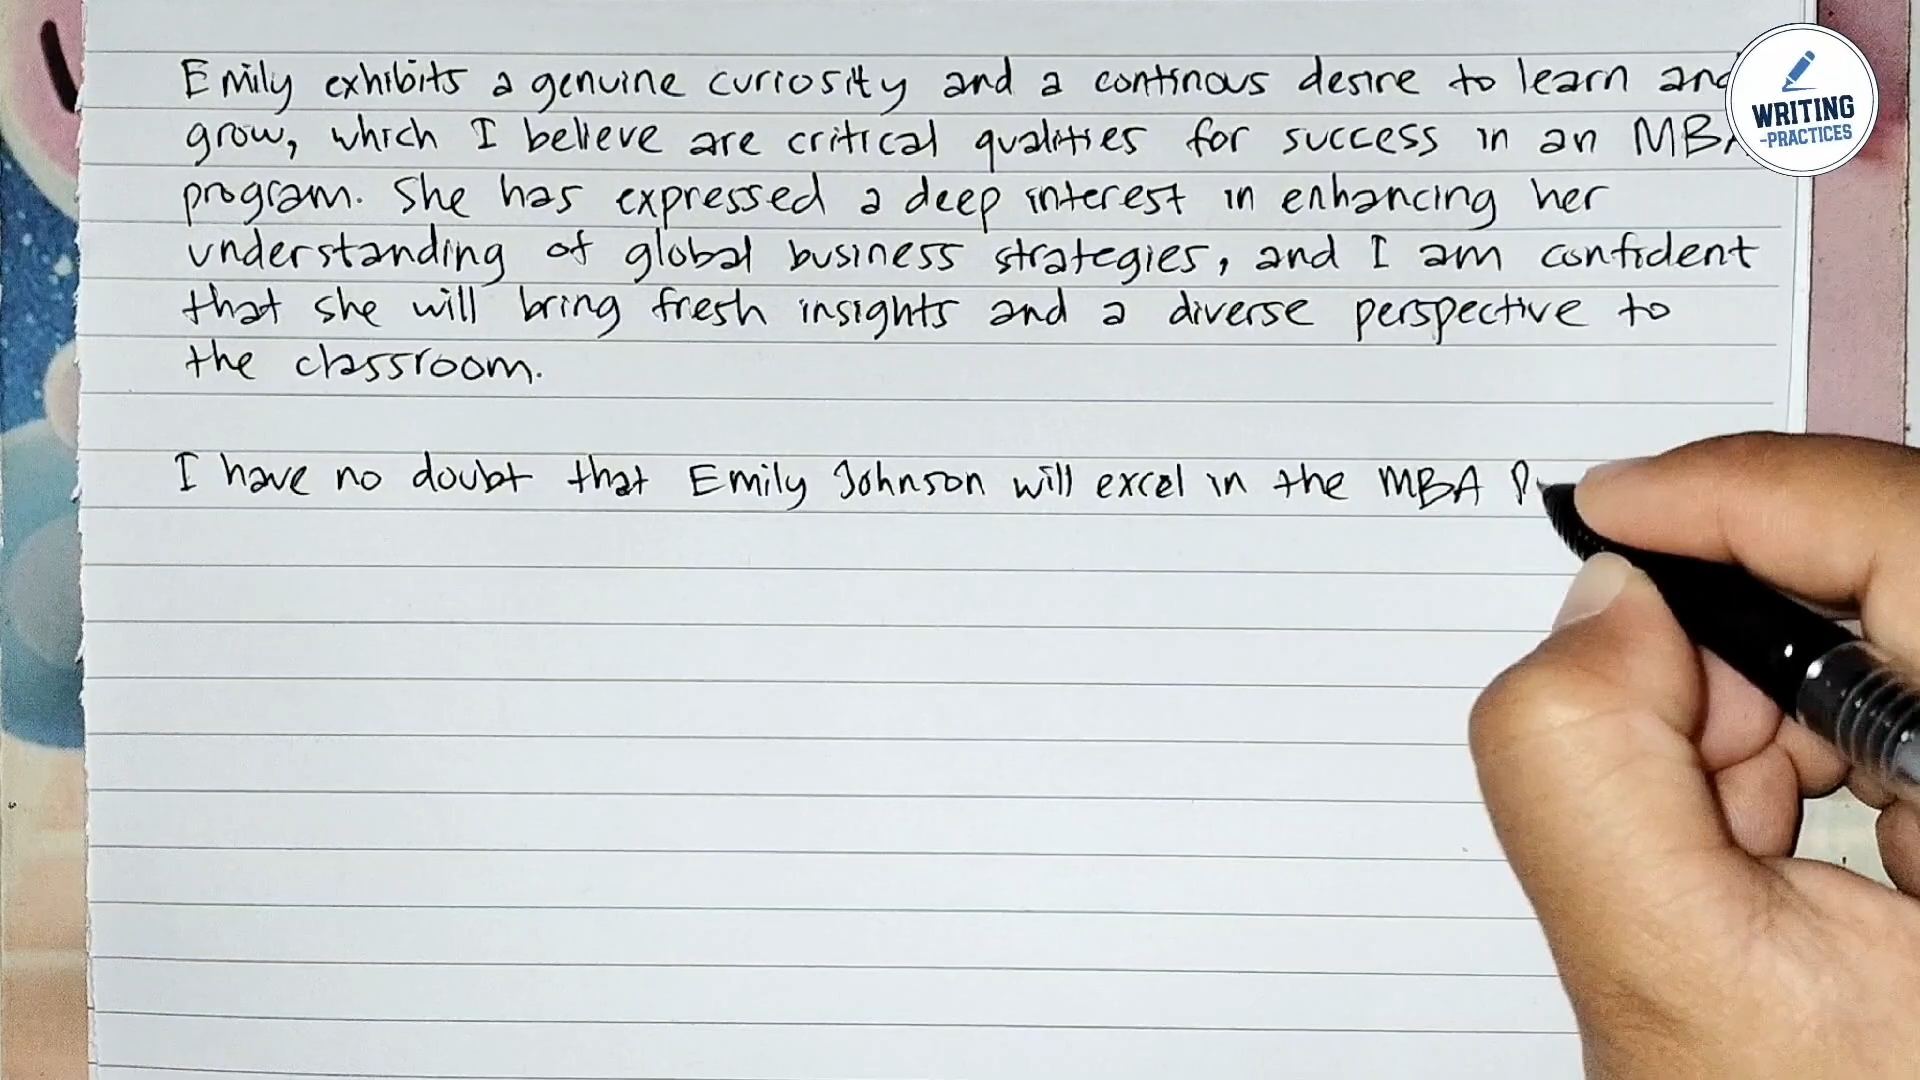 Emily exhibits a genuine curiosity and a continous desire to learn and
grow, which I believe are critical qualities for success in an MBA
program. She has expressed a deep interest in enhancing her
understanding of global business strategies, and I am confident
that she will bring fresh insights and a diverse perspective to
the classroom.
I have no doubt that Emily Johnson will excel in the MBA
WRITING
-PRACTICES